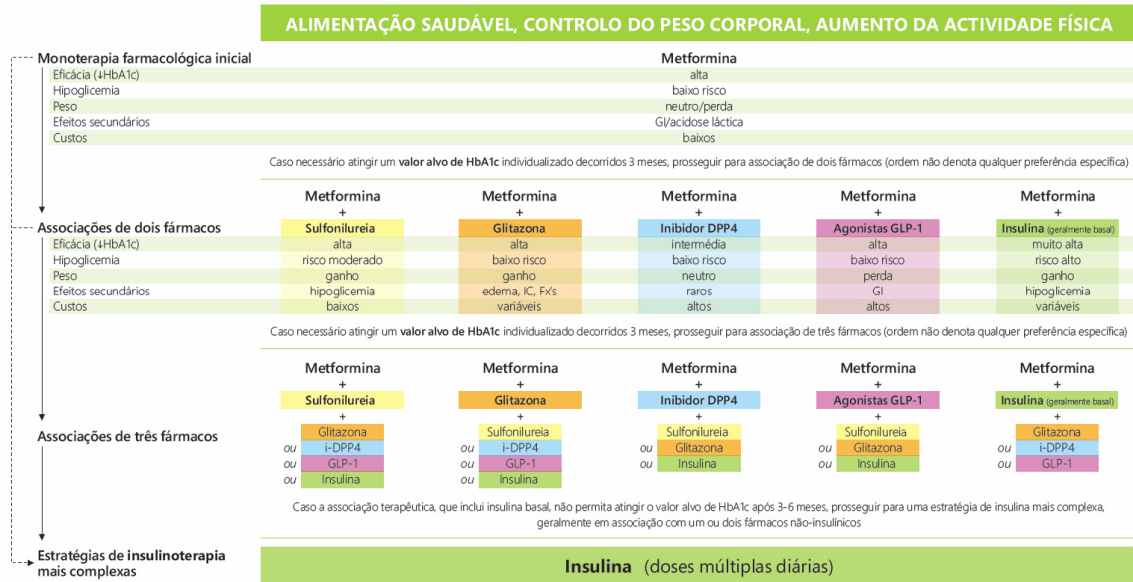 ALIMENTAÇÃO SAUDÁVEL, CONTROLO DO PESO CORPORAL, AUMENTO DA ACTIVIDADE FÍSICA
Monoterapia farmacológica inicial Metformina
Eficácia (↓HbA1c) alta
Hipoglicemia baixo risco
Peso neutro/perda
Efeitos secundários GI/acidose láctica
Custos baixos
Caso necessário atingir um valor alvo de HbA1c individualizado decorridos 3 meses, prosseguir para associação de dois fármacos (ordem não denota qualquer preferência específica)
Metformina Metformina Metformina Metformina Metformina
+ + + + +
Associações de dois fármacos Sulfonilureia Glitazona Inibidor DPP4 Agonistas GLP-1 Insulina (geralmente basal)
Eficácia (↓HbA1c) alta alta intermédia alta muito alta
Hipoglicemia risco moderado baixo risco baixo risco baixo risco risco alto
Peso ganho ganho neutro perda ganho
Efeitos secundários hipoglicemia edema, IC, Fx's raros GI hipoglicemia
Custos baixos variáveis altos altos variáveis
Caso necessário atingir um valor alvo de HbA1c individualizado decorridos 3 meses, prosseguir para associação de três fármacos (ordem não denota qualquer preferência específica)
Metformina Metformina Metformina Metformina Metformina
+ + + + +
Sulfonilureia Glitazona Inibidor DPP4 Agonistas GLP-1 Insulina (geralmente basal)
+ + + + +
Associações de três fármacos Glitazona Sulfonilureia Sulfonilureia Sulfonilureia Glitazona
ou i-DPP4 ou i-DPP4 ou Glitazona ou Glitazona ou i-DPP4
ou GLP-1 ou GLP-1 ou Insulina ou Insulina ou GLP-1
ou Insulina ou Insulina
Caso a associação terapêutica, que inclui insulina basal, não permita atingir o valor alvo de HbA1c após 3-6 meses, prosseguir para uma estratégia de insulina mais complexa,
geralmente em associação com um ou dois fármacos não-insulínicos
Estratégias de insulinoterapia
mais complexas
Insulina (doses múltiplas diárias)